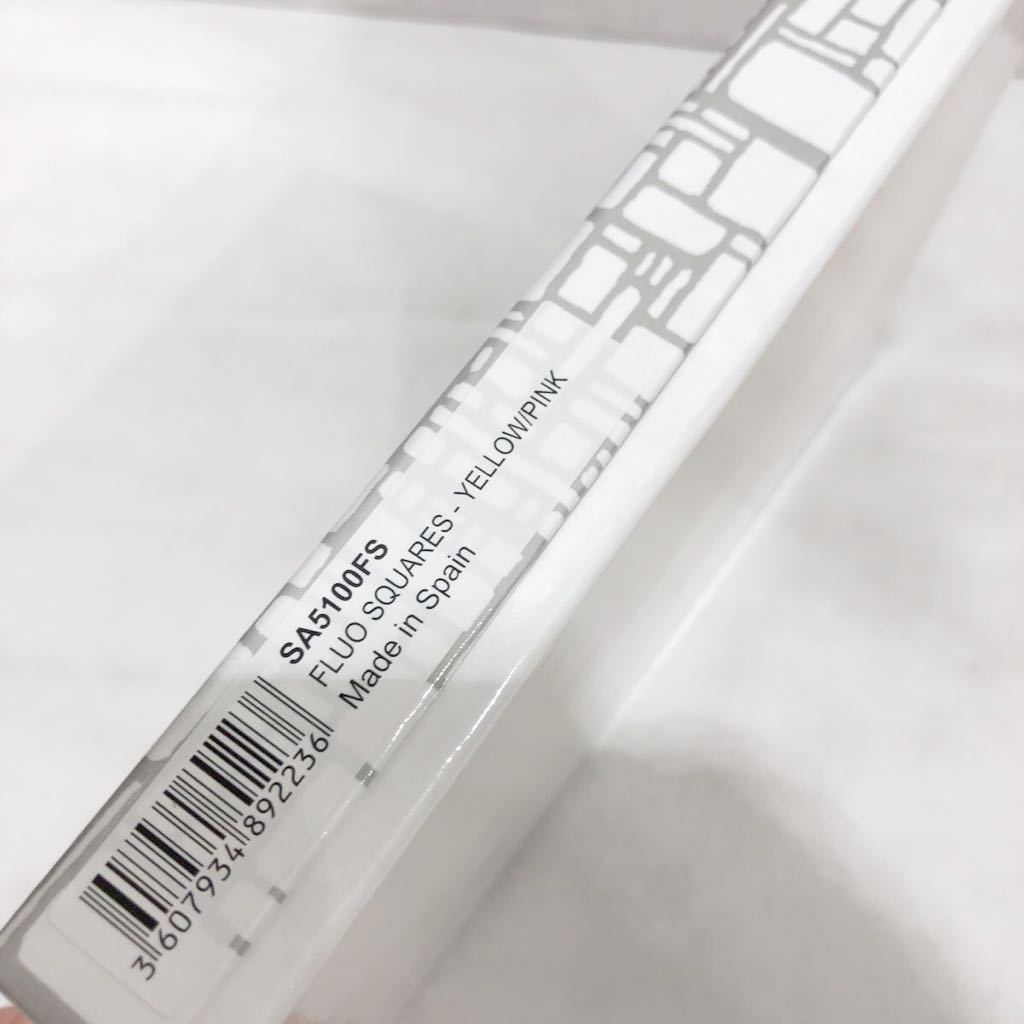 SA5100FS
FLUO SQUARES - YELLOW/PINK
Made in Spain
3 607934 892236